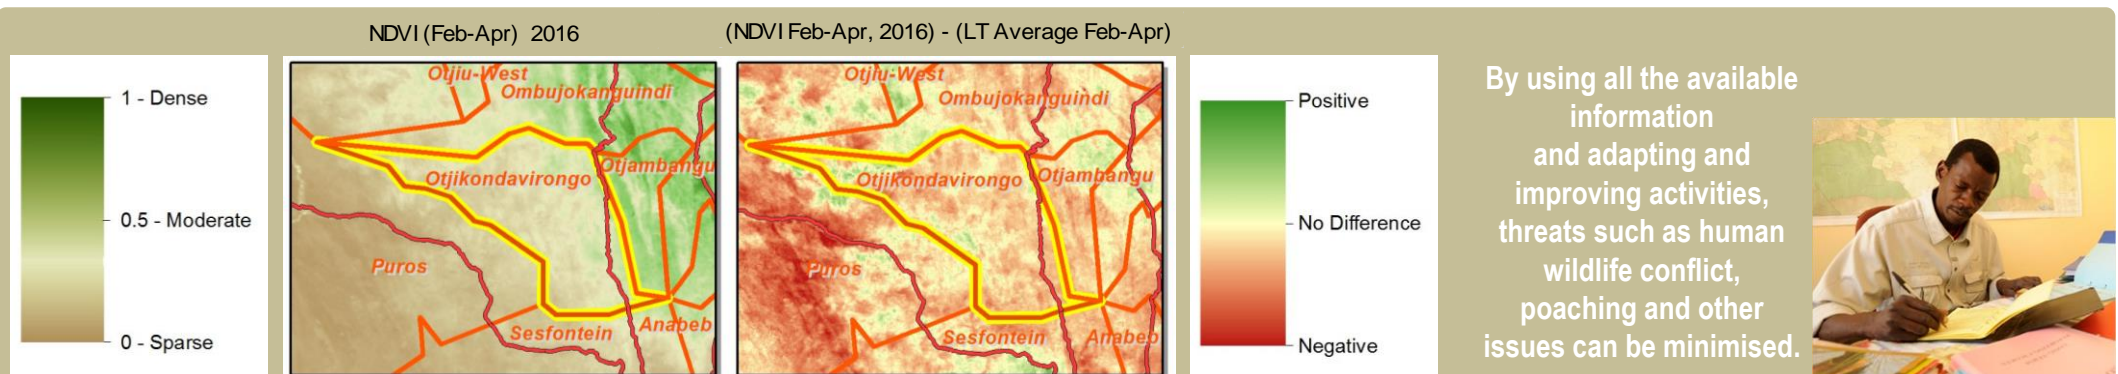 NDVI (Feb-Apr) 2016
1 - Dense
0.5 - Moderate
0 - Sparse
Otjiu-West
Ombujokanguindi
Otjambangu
Otjikondavirongo
Puros
Sesfontein
Anabeb
(NDVI Feb-Apr, 2016) - (LT Average Feb-Apr)
Otjiu-West
Ombujokanguindi
Otjikondavirongo
Otjambangu
Puros
Sesfontein
Anabeb
Positive
No Difference
Negative
By using all the available
information
and adapting and
improving activities,
threats such as human
wildlife conflict,
poaching and other
issues can be minimised.